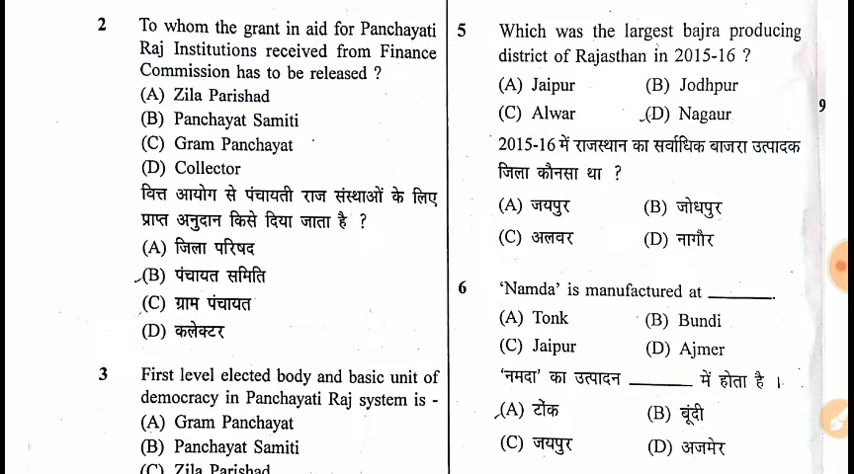 2 To whom the grant in aid for Panchayati
Raj Institutions received from Finance
Commission has to be released ?
(A) Zila Parishad
(B) Panchayat Samiti
(C) Gram Panchayat
(D) Collector
वित्त आयोग से पंचायती राज संस्थाओं के लिए
प्राप्त अनुदान किसे दिया जाता है ?
(A) जिला परिषद
(B) पंचायत समिति
(C) ग्राम पंचायत
(D) कलेक्टर
3 First level elected body and basic unit of
democracy in Panchayati Raj system is -
(A) Gram Panchayat
(B) Panchayat Samiti
(C) Zila Parishad
5 Which was the largest bajra producing
district of Rajasthan in 2015-16 ?
(A) Jaipur (B) Jodhpur
(C) Alwar (D) Nagaur
2015-16 में राजस्थान का सर्वाधिक बाजरा उत्पादक
जिला कौनसा था ?
(A) जयपुर (B) जोधपुर
(C) अलवर (D) नागौर
6 ‘Namda’ is manufactured at ______.
(A) Tonk (B) Bundi
(C) Jaipur (D) Ajmer
‘नमदा’ का उत्पादन ______ में होता है ।
(A) टोंक (B) बूंदी
(C) जयपुर (D) अजमेर
9